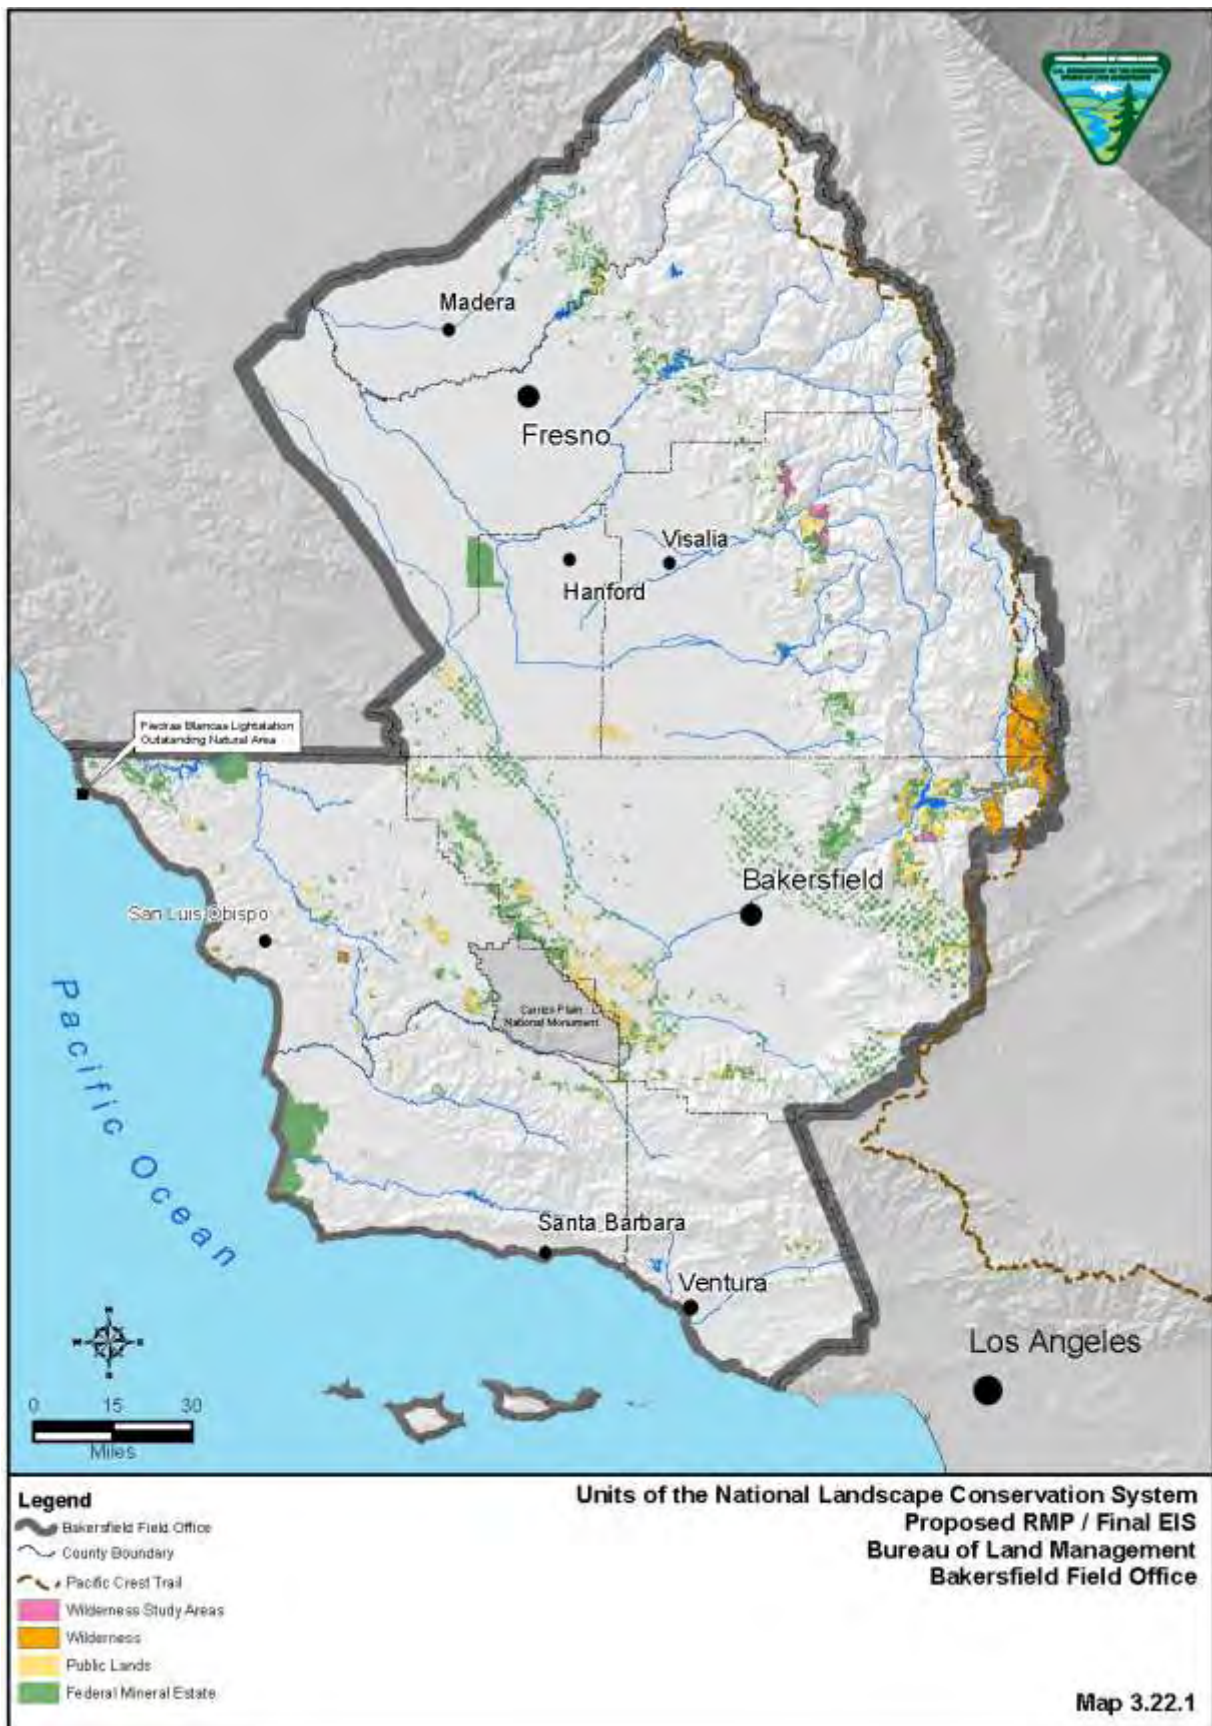 Madera
Fresno
Visalia
Hanford
Piedras Blancas Lightstation
Outstanding Natural Area
Bakersfield
San Luis Obispo
Carrizo Plain
National Monument
Pacific Ocean
Santa Barbara
Ventura
Los Angeles
0 15 30
Miles
Legend
Bakersfield Field Office
County Boundary
Pacific Crest Trail
Wilderness Study Areas
Wilderness
Public Lands
Federal Mineral Estate
Units of the National Landscape Conservation System
Proposed RMP / Final EIS
Bureau of Land Management
Bakersfield Field Office
Map 3.22.1